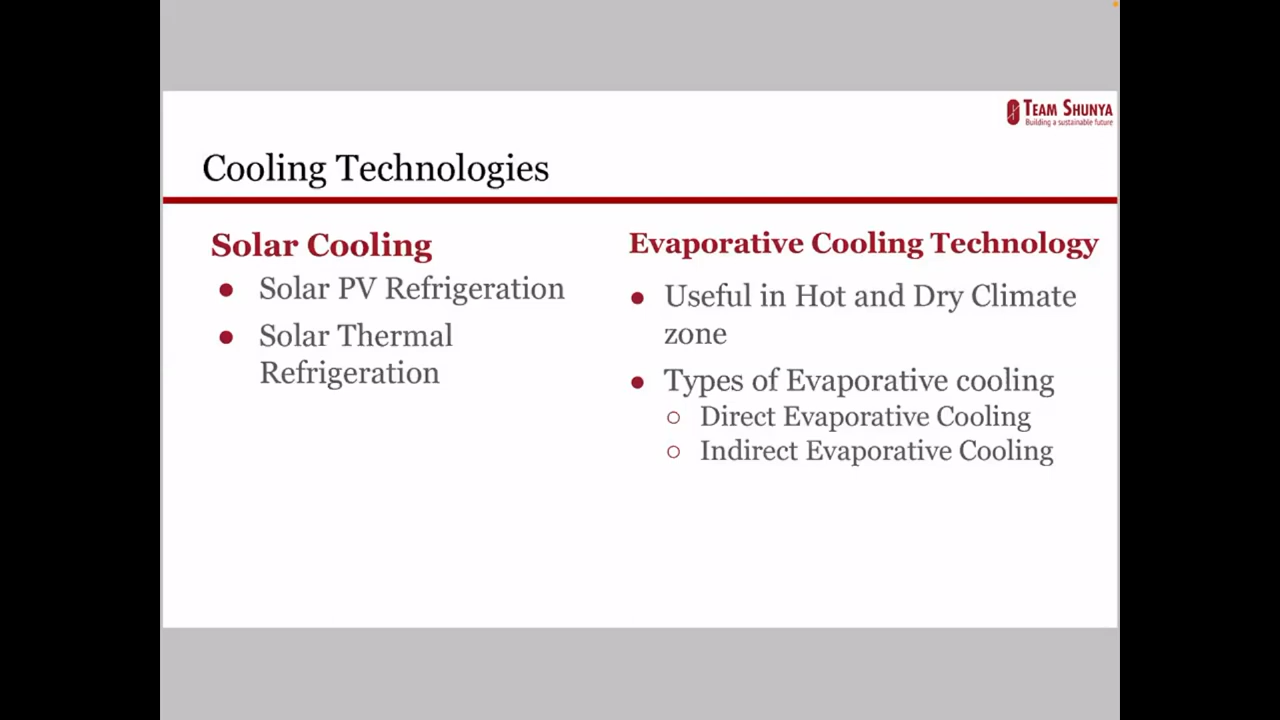 TEAM SHUNYA
Building a sustainable future
Cooling Technologies
Solar Cooling
● Solar PV Refrigeration
● Solar Thermal
Refrigeration
Evaporative Cooling Technology
● Useful in Hot and Dry Climate
zone
● Types of Evaporative cooling
○ Direct Evaporative Cooling
○ Indirect Evaporative Cooling